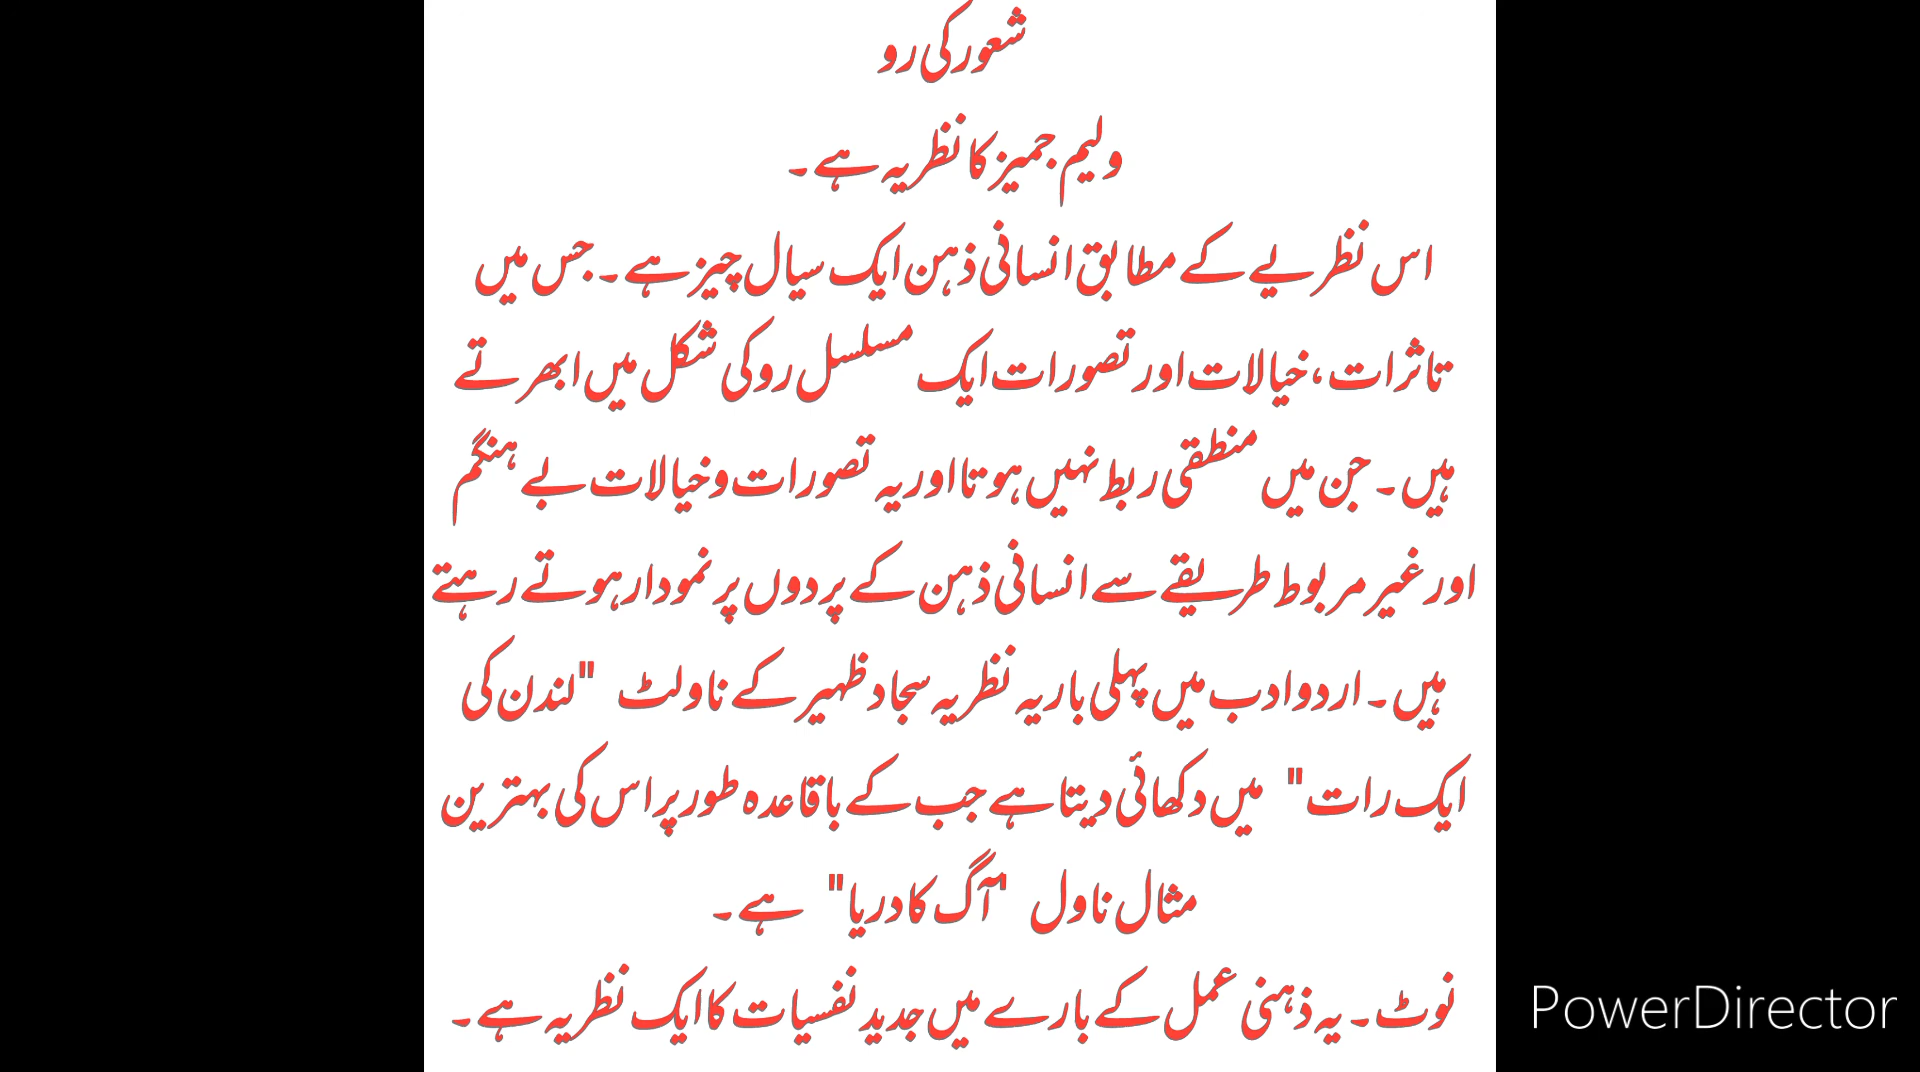 شعور کی رو
ولیم جمیز کا نظریہ ہے۔
اس نظریے کے مطابق انسانی ذہن ایک سیال چیز ہے۔ جس میں
تاثرات، خیالات اور تصورات ایک مسلسل رو کی شکل میں ابھرتے
ہیں۔ جن میں منطقی ربط نہیں ہوتا اور یہ تصورات و خیالات بے ہنگم
اور غیر مربوط طریقے سے انسانی ذہن کے پردوں پر نمودار ہوتے رہتے
ہیں۔ اردو ادب میں پہلی بار یہ نظریہ سجاد ظہیر کے ناولٹ "لندن کی
ایک رات" میں دکھائی دیتا ہے جب کے باقاعدہ طور پر اس کی بہترین
مثال ناول "آگ کا دریا" ہے۔
نوٹ۔ یہ ذہنی عمل کے بارے میں جدید نفسیات کا ایک نظریہ ہے۔
PowerDirector